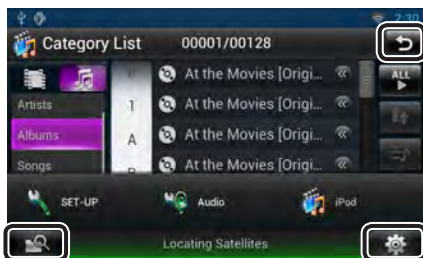 2:30
Category List 00001/00128
At the Movies [Origi...
ALL
Artists
1
At the Movies [Origi...
Albums
A
At the Movies [Origi...
Songs
At the Movies [Origi...
SET-UP Audio iPod
Locating Satellites